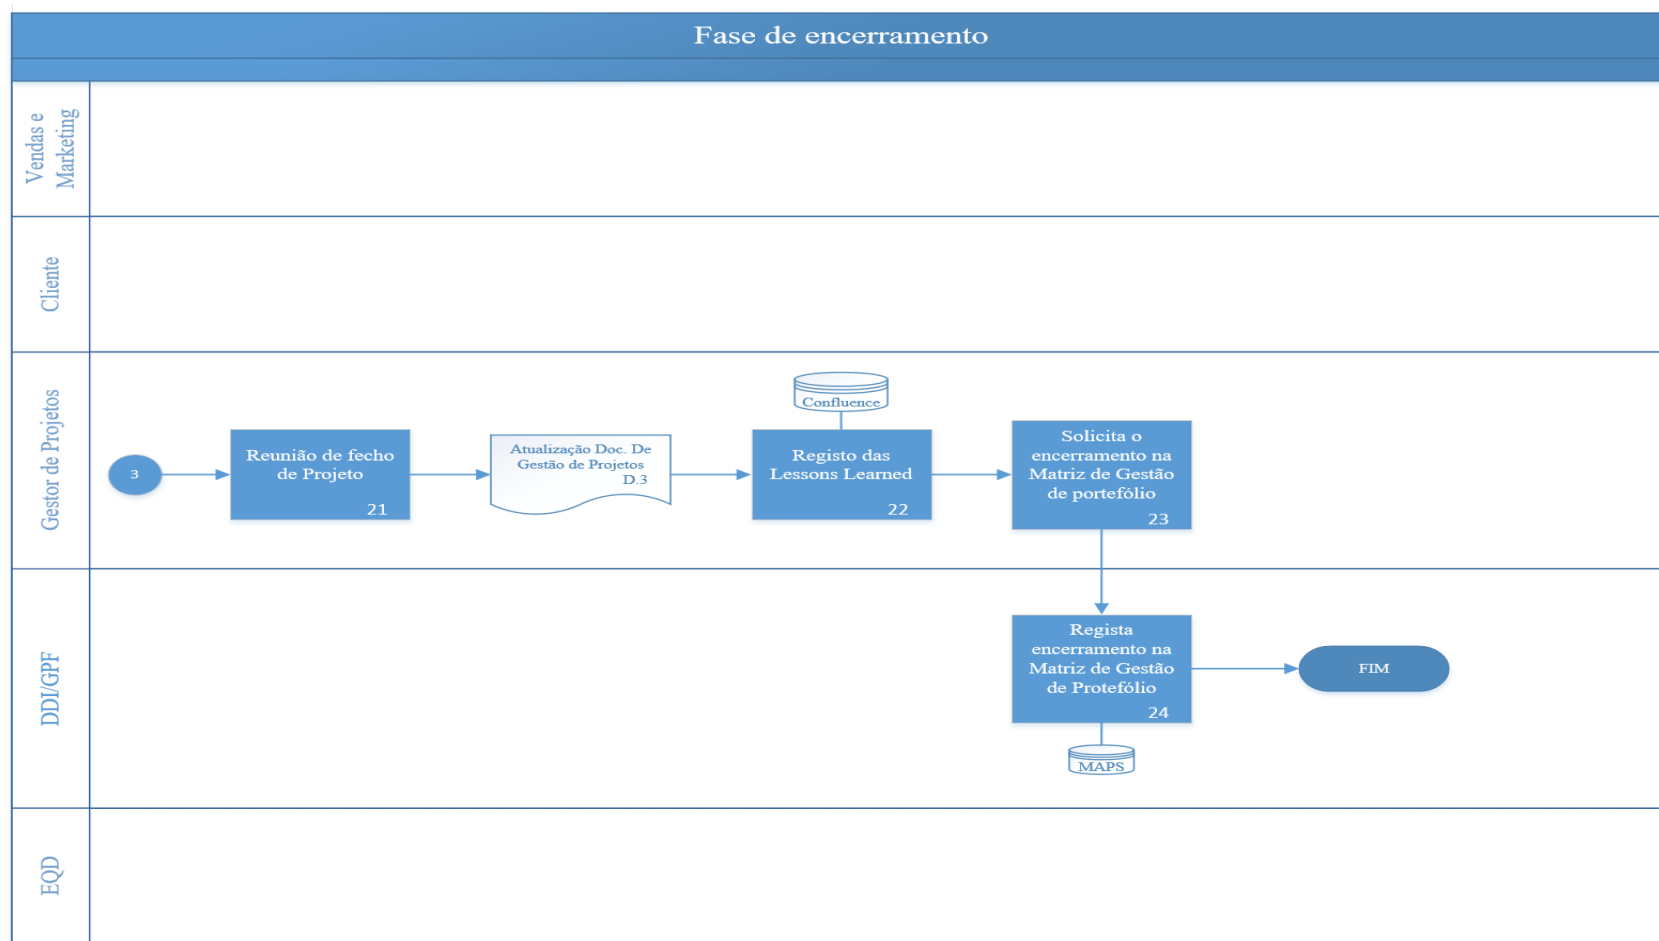 Fase de encerramento
Vendas e
Marketing
Cliente
Gestor de Projetos
3
Reunião de fecho
de Projeto
21
Atualização Doc. De
Gestão de Projetos
D.3
Confluence
Registo das
Lessons Learned
22
Solicita o
encerramento na
Matriz de Gestão
de portefólio
23
DDI/GPF
Regista
encerramento na
Matriz de Gestão
de Protefólio
24
MAPS
FIM
EQD